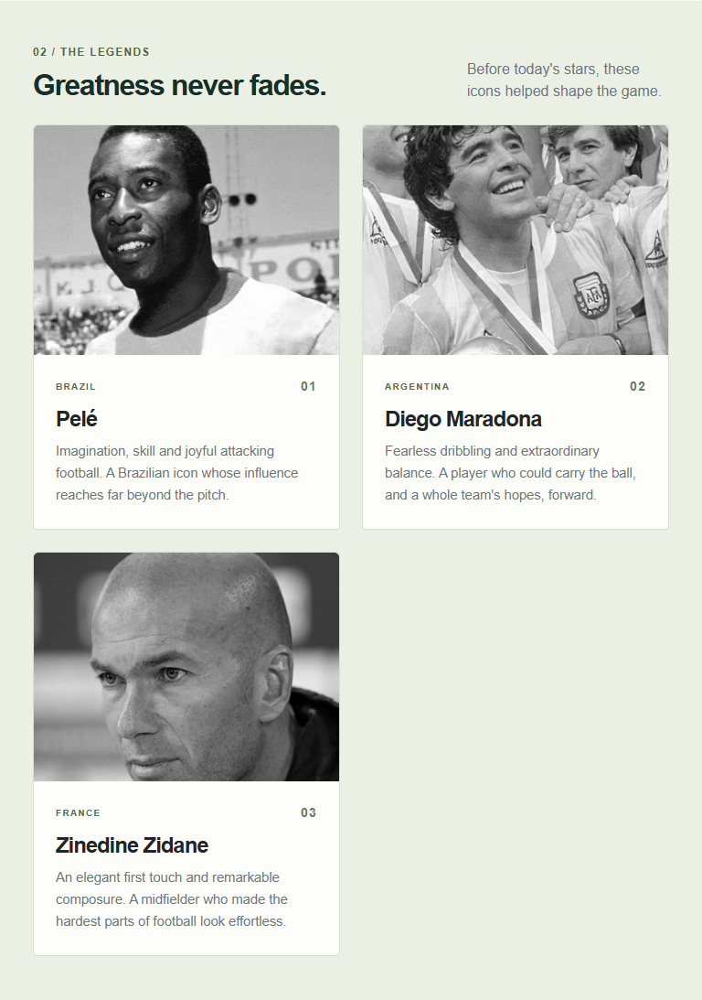 02 / THE LEGENDS
Greatness never fades.
Before today's stars, these
icons helped shape the game.
POL
BRAZIL
01
Pelé
Imagination, skill and joyful attacking
football. A Brazilian icon whose influence
reaches far beyond the pitch.
AFA
ARGENTINA
02
Diego Maradona
Fearless dribbling and extraordinary
balance. A player who could carry the ball,
and a whole team's hopes, forward.
FRANCE
03
Zinedine Zidane
An elegant first touch and remarkable
composure. A midfielder who made the
hardest parts of football look effortless.